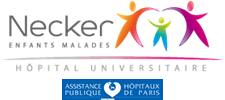 Necker
ENFANTS MALADES
HÔPITAL UNIVERSITAIRE
ASSISTANCE PUBLIQUE
HÔPITAUX DE PARIS